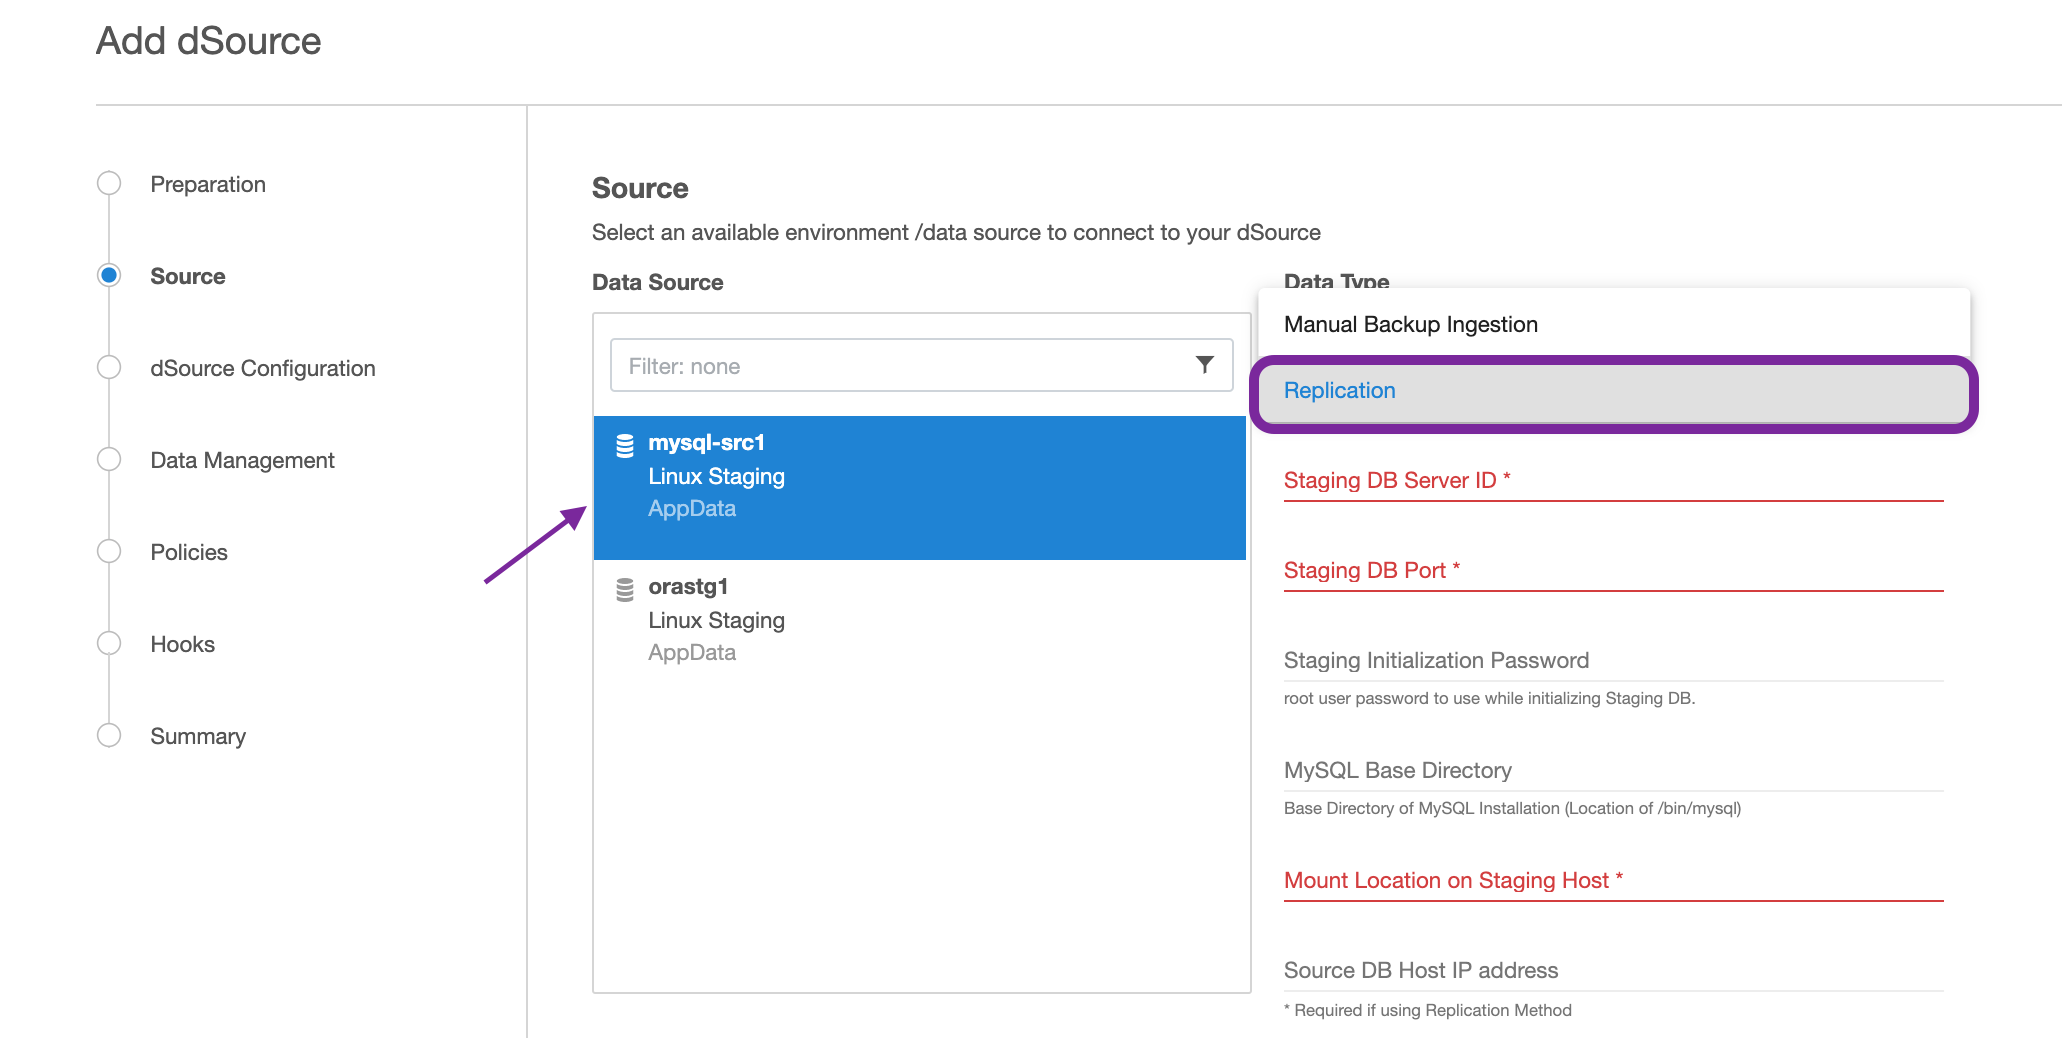 Add dSource
Preparation
Source
dSource Configuration
Data Management
Policies
Hooks
Summary
Source
Select an available environment /data source to connect to your dSource
Data Source
Filter: none
mysql-src1
Linux Staging
AppData
orastg1
Linux Staging
AppData
Data Type
Manual Backup Ingestion
Replication
Staging DB Server ID *
Staging DB Port *
Staging Initialization Password
root user password to use while initializing Staging DB.
MySQL Base Directory
Base Directory of MySQL Installation (Location of /bin/mysql)
Mount Location on Staging Host *
Source DB Host IP address
* Required if using Replication Method